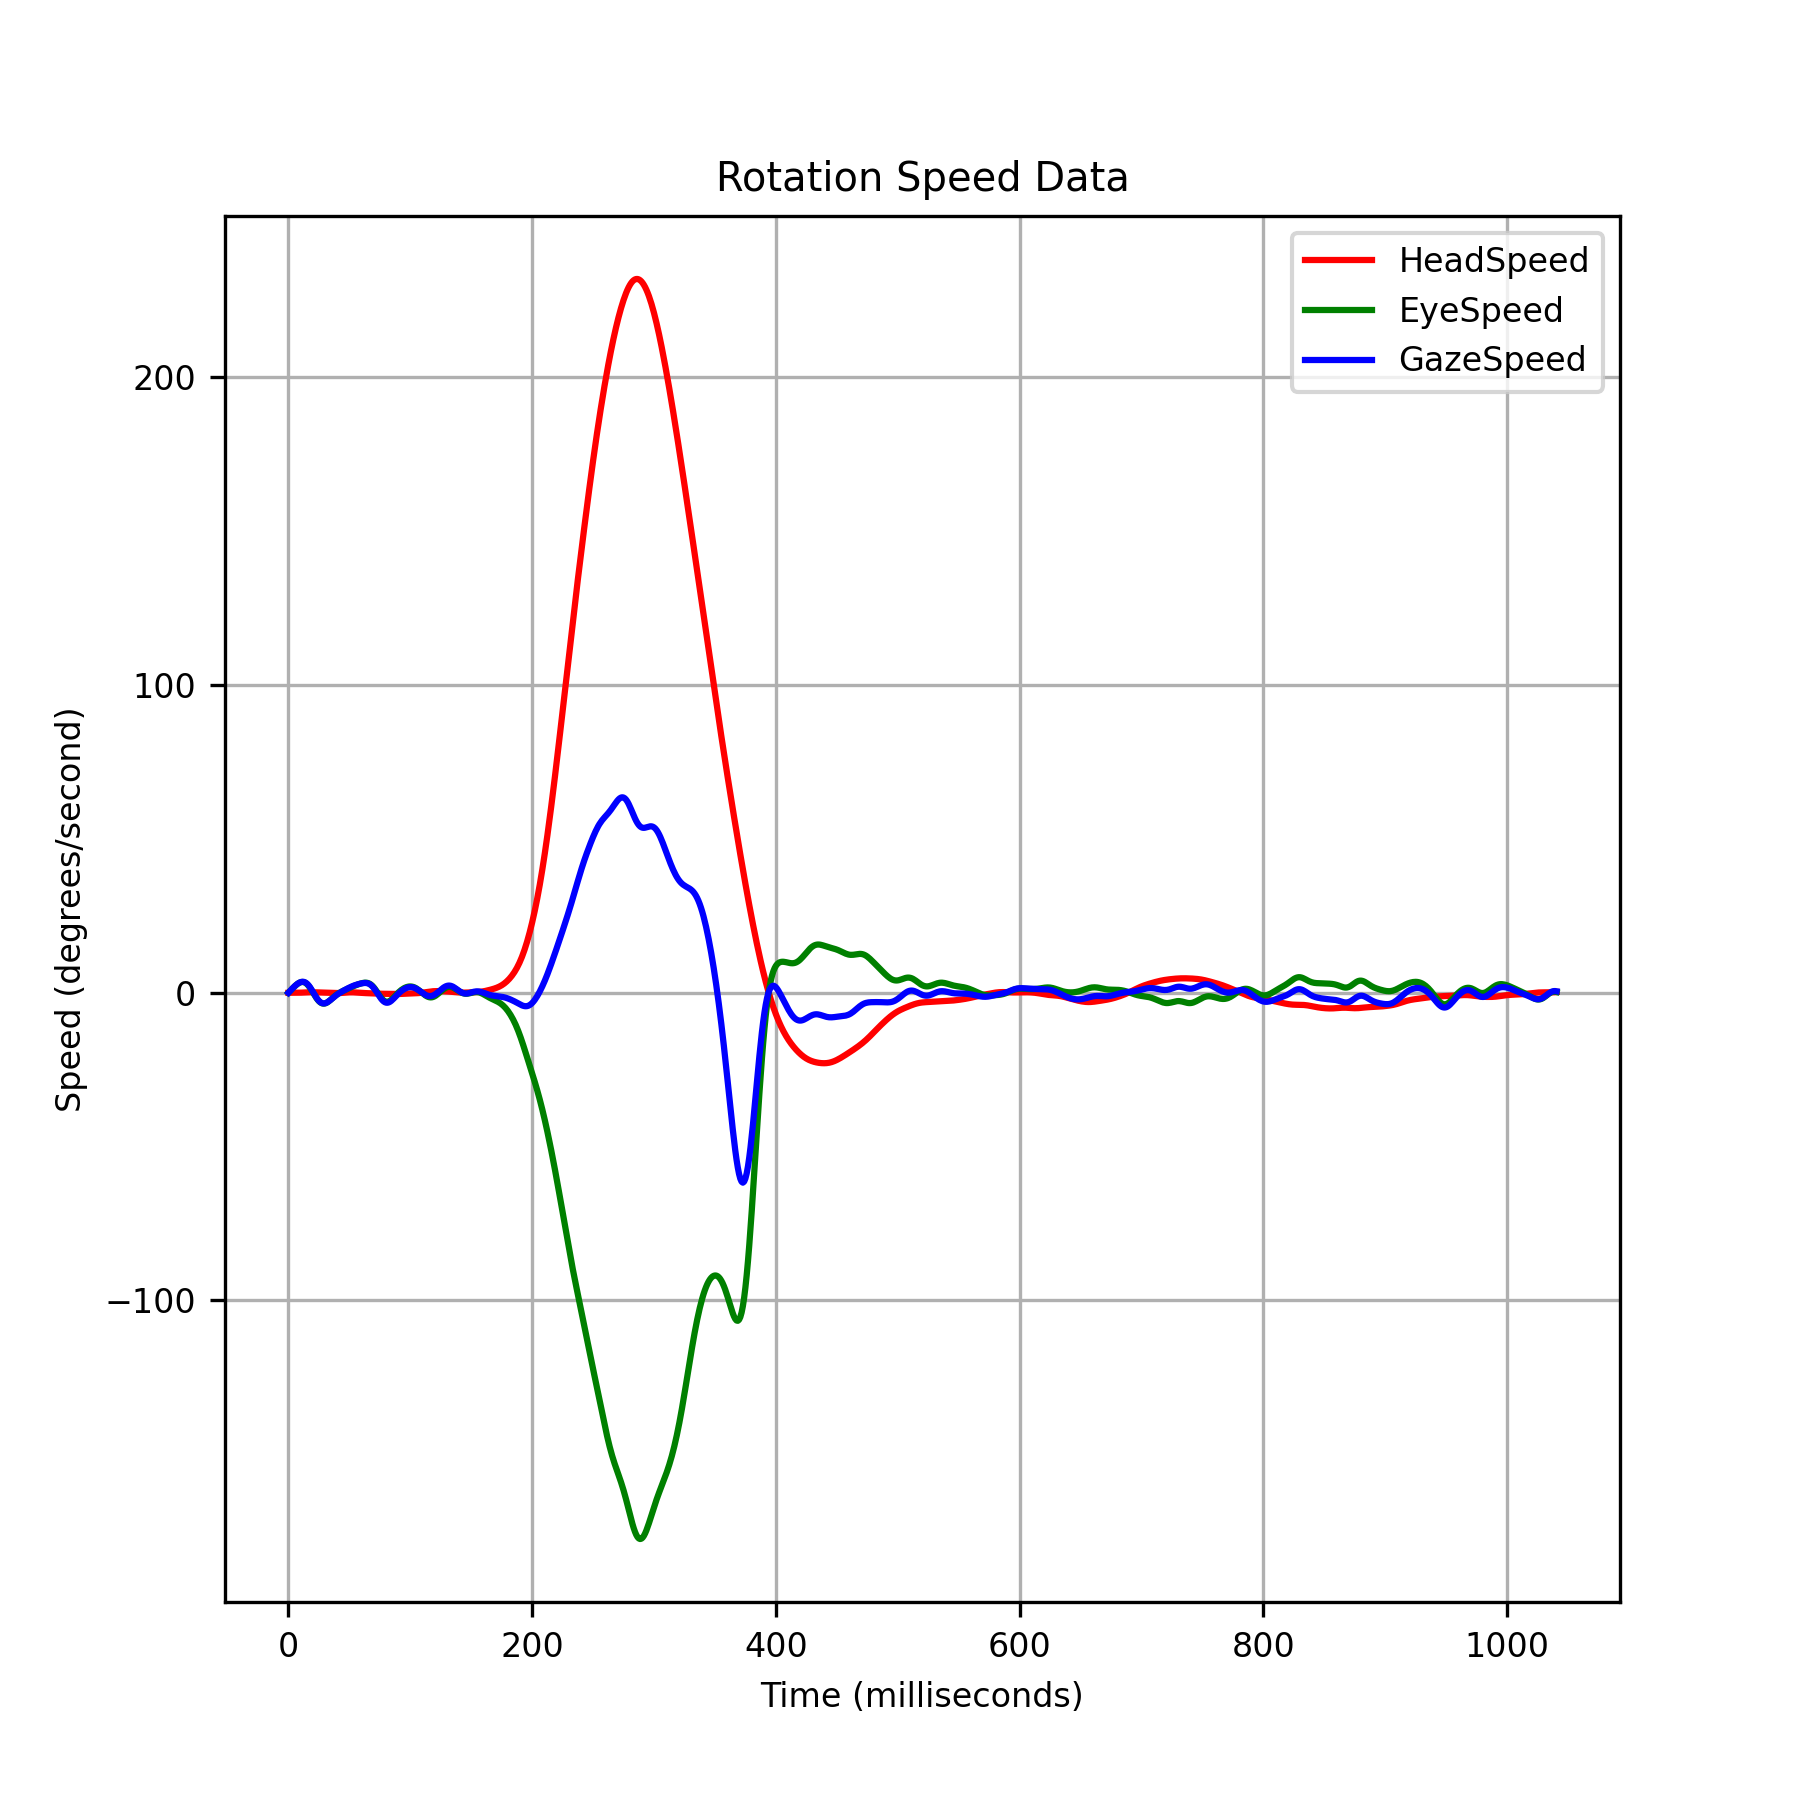 Rotation Speed Data
HeadSpeed
EyeSpeed
GazeSpeed
200
100
0
−100
Speed (degrees/second)
0 200 400 600 800 1000
Time (milliseconds)